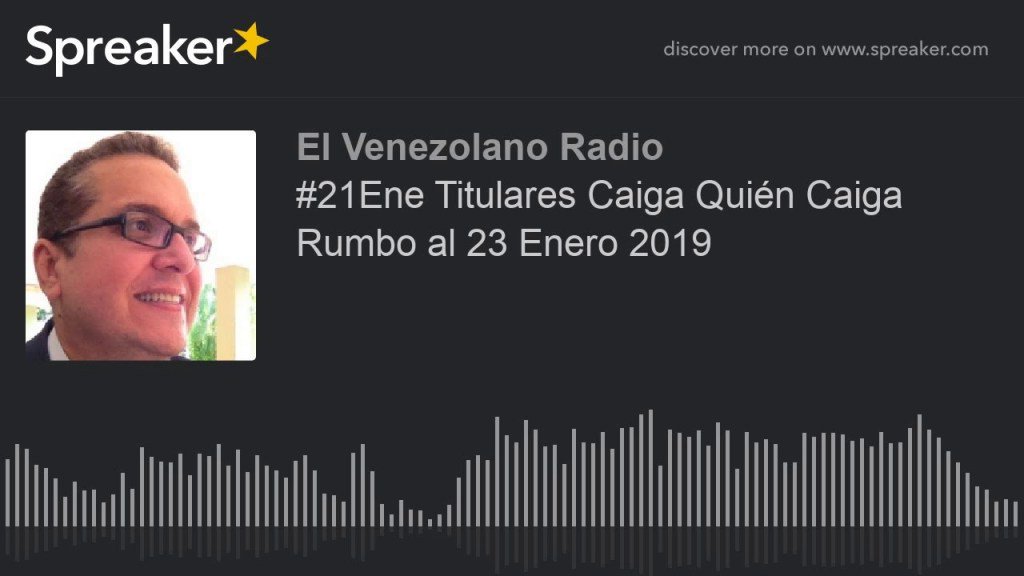 Spreaker
discover more on www.spreaker.com
El Venezolano Radio
#21Ene Titulares Caiga Quién Caiga
Rumbo al 23 Enero 2019